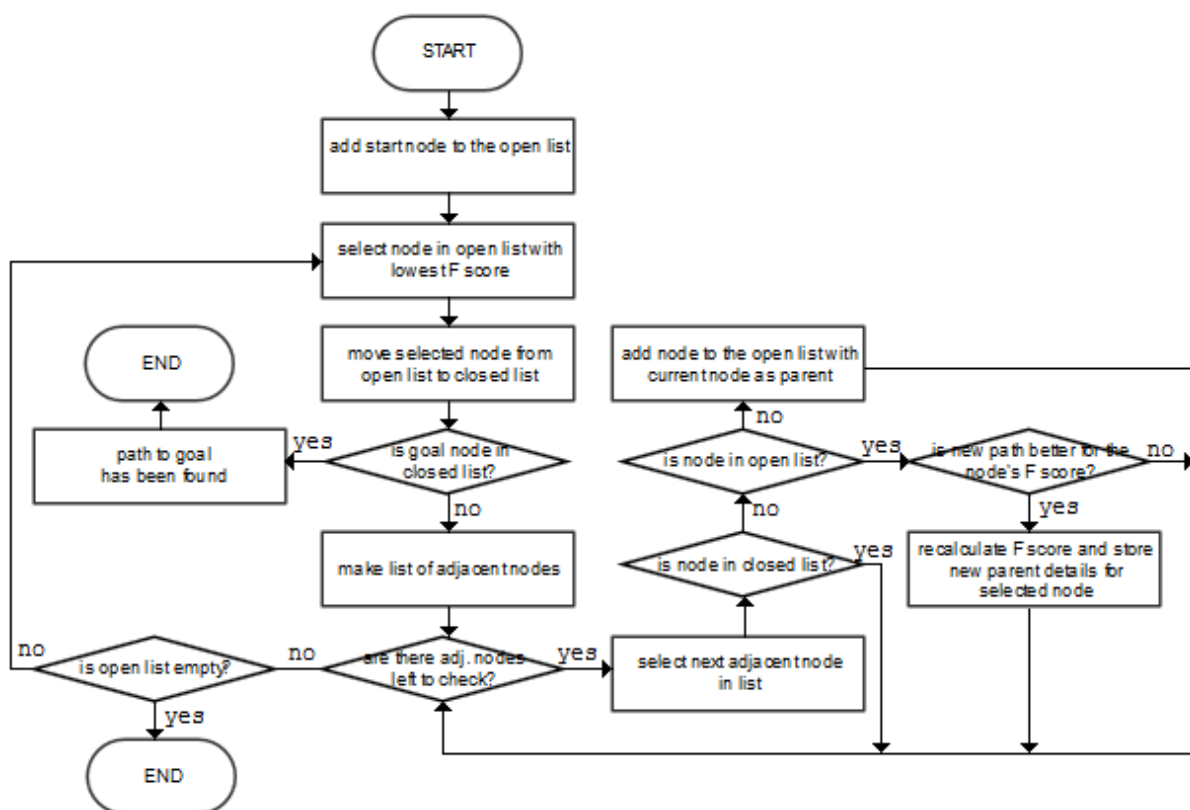 START
add start node to the open list
select node in open list with
lowest F score
move selected node from
open list to closed list
END
path to goal
has been found
yes
is goal node in
closed list?
no
make list of adjacent nodes
are there adj. nodes
left to check?
no
is open list empty?
no
yes
END
yes
select next adjacent node
in list
is node in closed list?
yes
no
is node in open list?
no
add node to the open list with
current node as parent
yes
is new path better for the
node's F score?
no
yes
recalculate F score and store
new parent details for
selected node